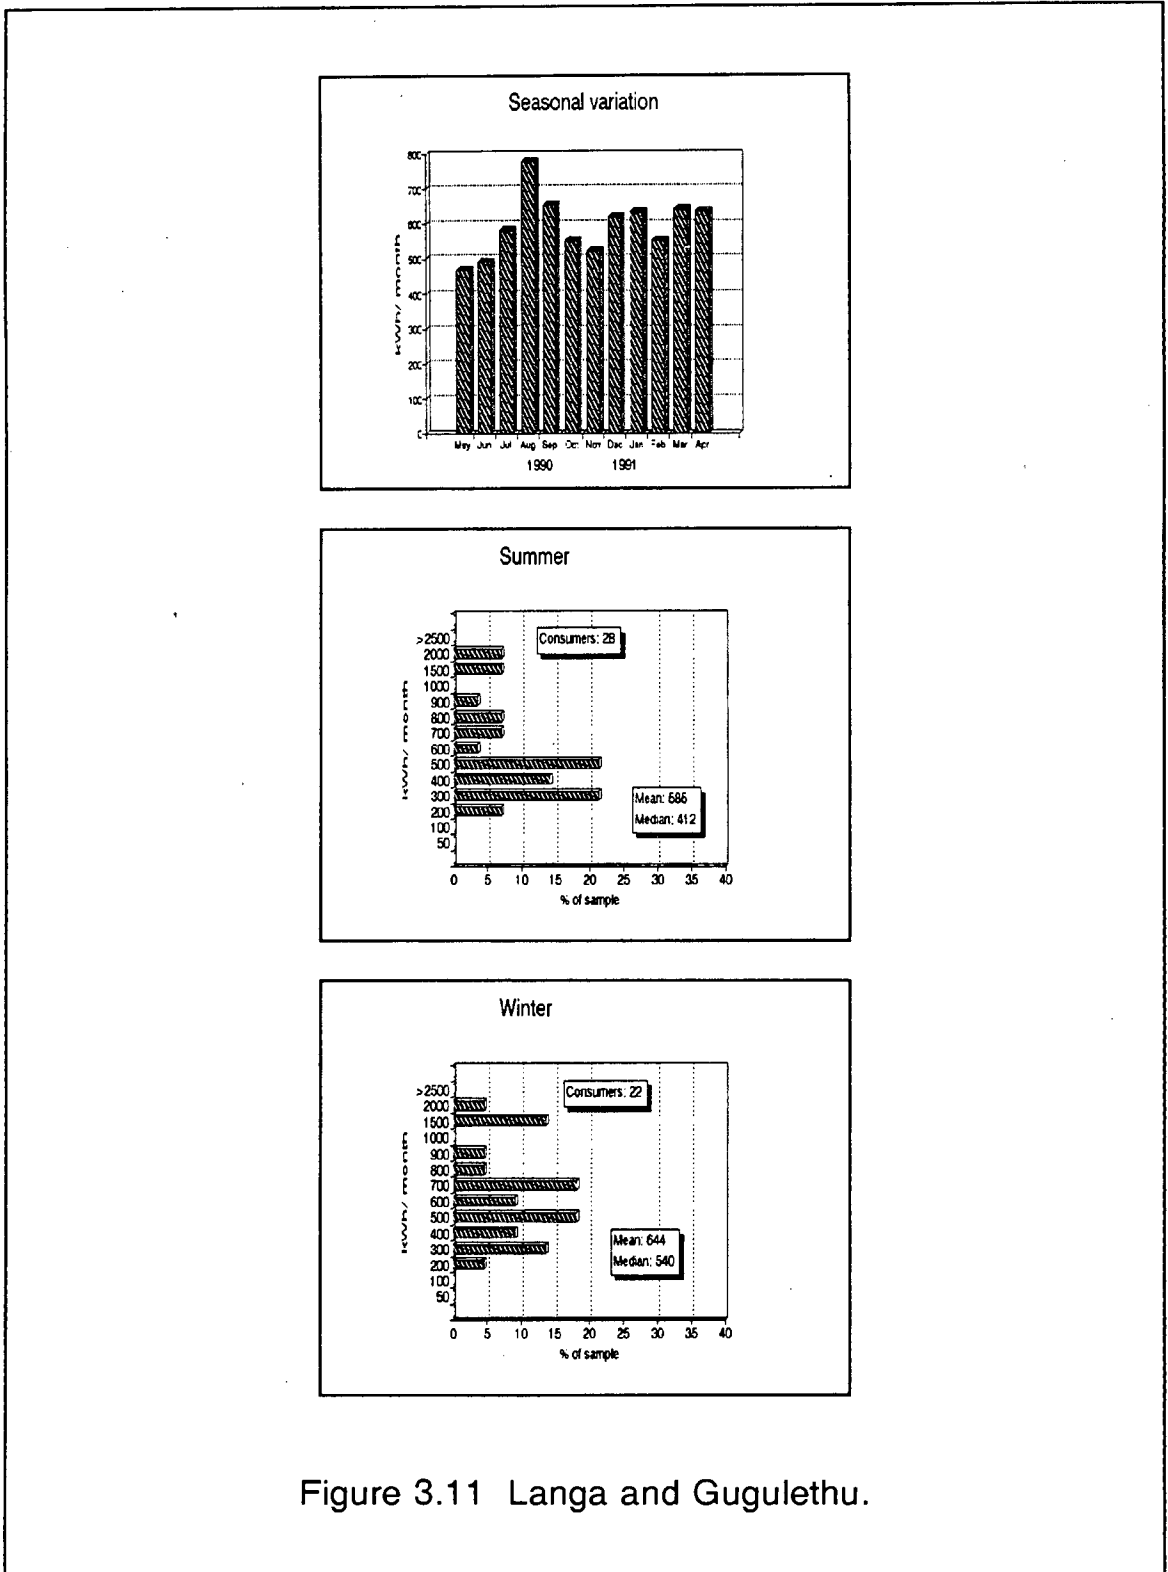 Seasonal variation
kWh/ month
800
700
600
500
400
300
200
100
0
May Jun Jul Aug Sep Oct Nov Dec Jan Feb Mar Apr
1990 1991
Summer
kWh/ month
>2500
2000
1500
1000
900
800
700
600
500
400
300
200
100
50
Consumers: 28
Mean: 586
Median: 412
0 5 10 15 20 25 30 35 40
% of sample
Winter
kWh/ month
>2500
2000
1500
1000
900
800
700
600
500
400
300
200
100
50
Consumers: 22
Mean: 644
Median: 540
0 5 10 15 20 25 30 35 40
% of sample
Figure 3.11 Langa and Gugulethu.